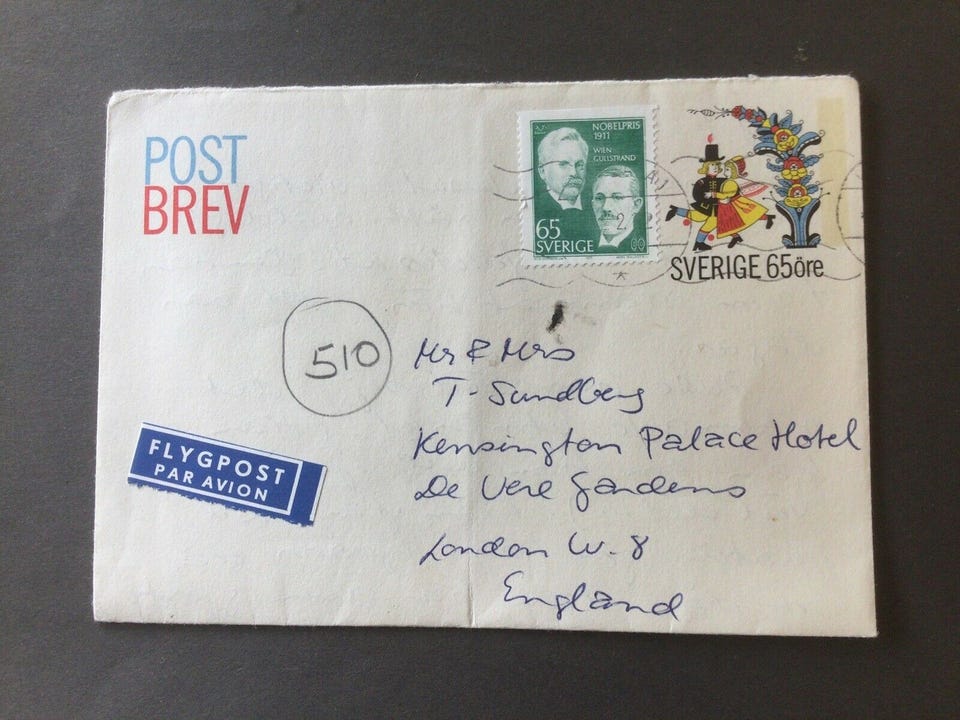 POST
BREV
NOBELPRIS
1911
WIEN
GULLSTRAND
65
SVERIGE
SVERIGE 65öre
510
Mr & Mrs
T. Sundberg
Kensington Palace Hotel
De Vere Gardens
London W. 8
England
FLYGPOST
PAR AVION